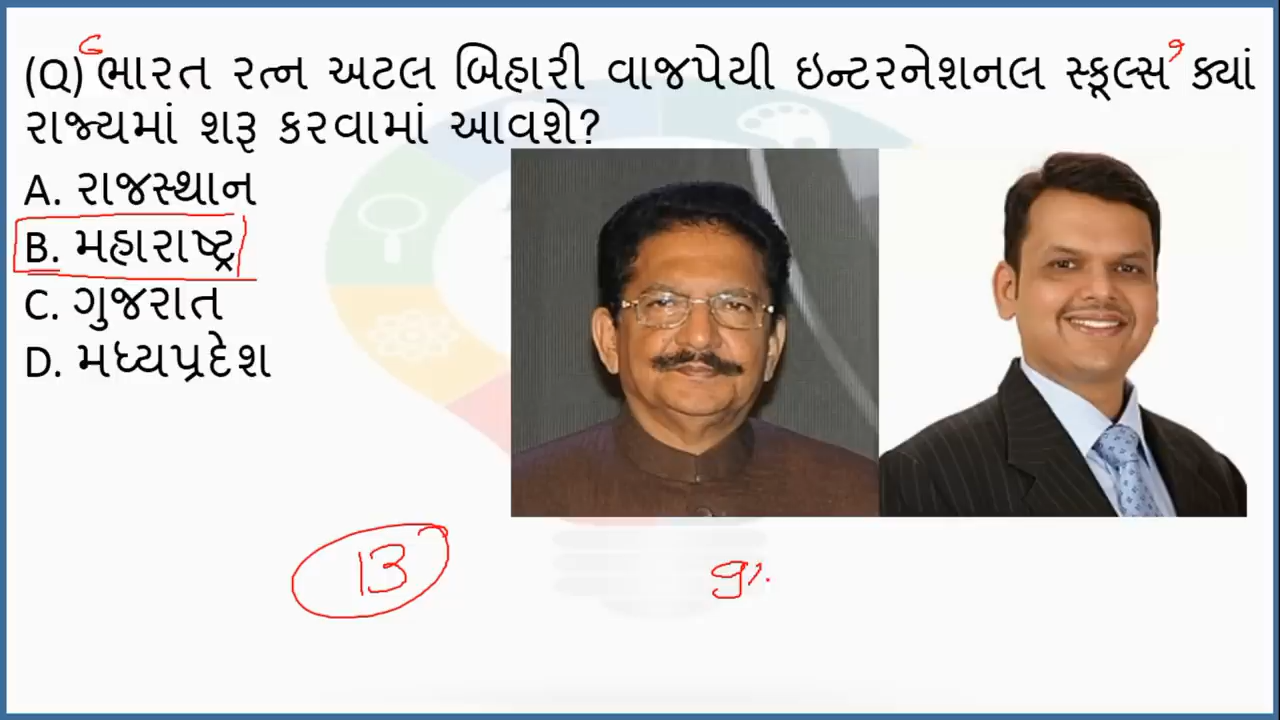 (Q) ભારત રત્ન અટલ બિહારી વાજપેયી ઇન્ટરનેશનલ સ્કૂલ્સ ક્યાં
રાજ્યમાં શરૂ કરવામાં આવશે?
A. રાજસ્થાન
B. મહારાષ્ટ્ર
C. ગુજરાત
D. મધ્યપ્રદેશ
13